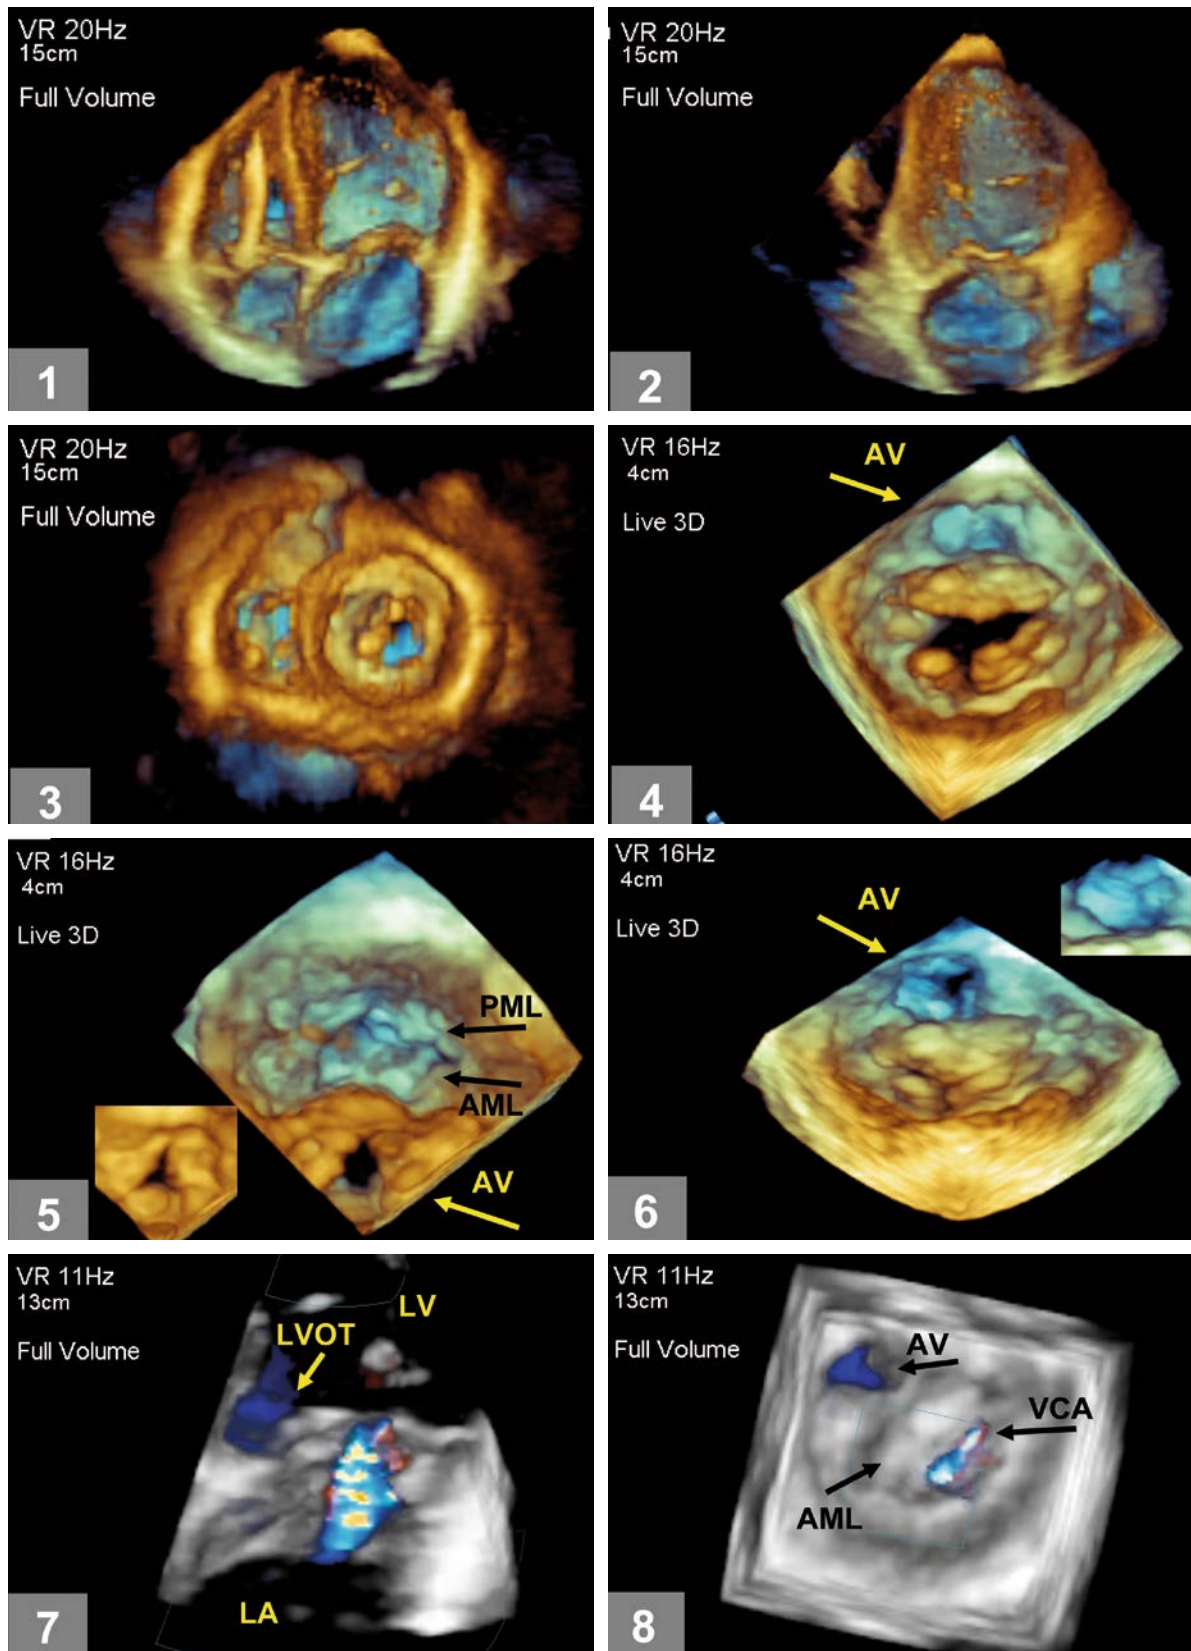 VR 20Hz
15cm
Full Volume
1
VR 20Hz
15cm
Full Volume
2
VR 20Hz
15cm
Full Volume
3
VR 16Hz
4cm
Live 3D
AV
4
VR 16Hz
4cm
Live 3D
PML
AML
AV
5
VR 16Hz
4cm
Live 3D
AV
6
VR 11Hz
13cm
Full Volume
LV
LVOT
LA
7
VR 11Hz
13cm
Full Volume
AV
VCA
AML
8